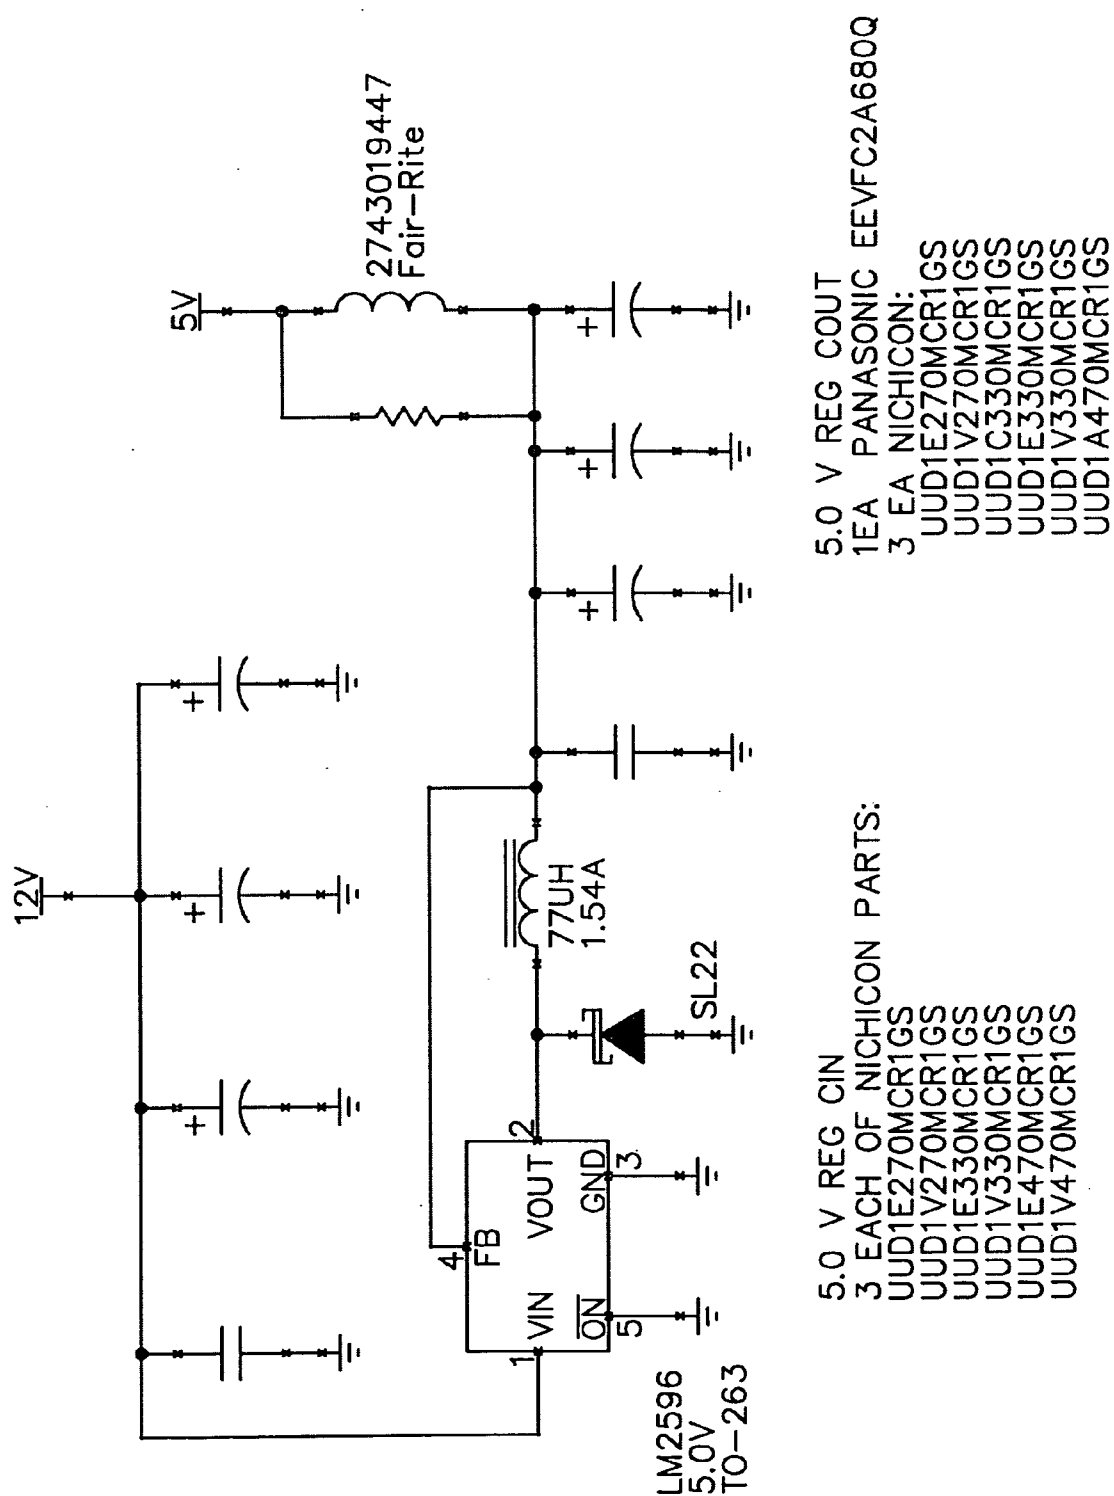 12V
5V
2743019447
Fair-Rite
4
FB
1
VIN
VOUT
2
ON
5
GND
3
LM2596
5.0V
TO-263
77UH
1.54A
SL22
+
+
+
+
+
+
5.0 V REG CIN
3 EACH OF NICHICON PARTS:
UUD1E270MCR1GS
UUD1V270MCR1GS
UUD1E330MCR1GS
UUD1V330MCR1GS
UUD1E470MCR1GS
UUD1V470MCR1GS
5.0 V REG COUT
1EA PANASONIC EEVFC2A680Q
3 EA NICHICON:
UUD1E270MCR1GS
UUD1V270MCR1GS
UUD1C330MCR1GS
UUD1E330MCR1GS
UUD1V330MCR1GS
UUD1A470MCR1GS